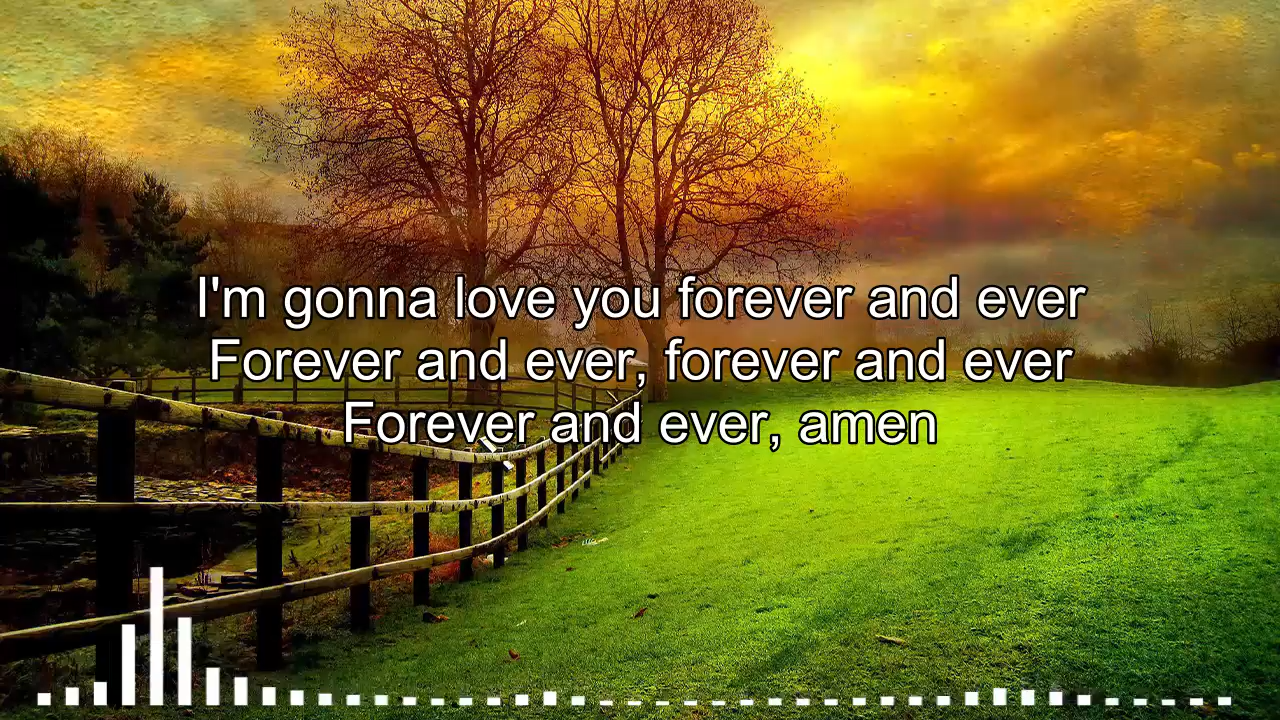 I'm gonna love you forever and ever
Forever and ever, forever and ever
Forever and ever, amen